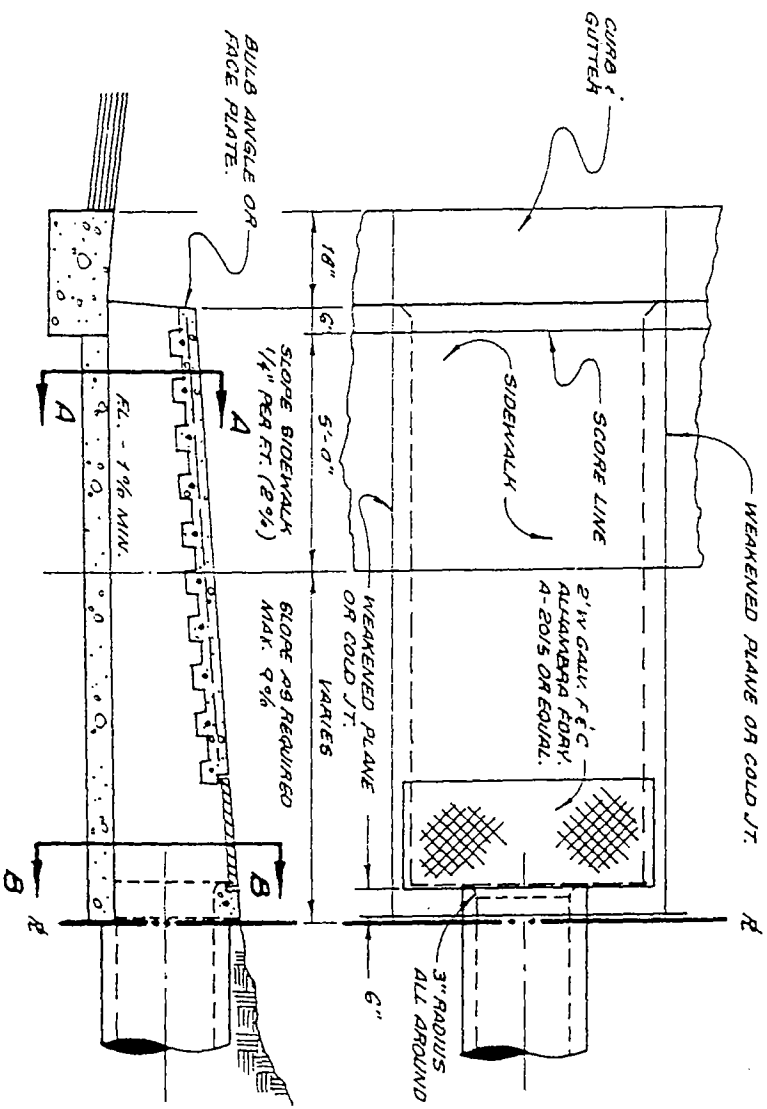 WEAKENED PLANE OR COLD JT.
℄
CURB &
GUTTER
SCORE LINE
SIDEWALK
2'W GALV. F & C
ALHAMBRA FDRY.
A-2015 OR EQUAL.
3" RADIUS
ALL AROUND
WEAKENED PLANE
OR COLD JT.
6"
18"
6"
5'-0"
VARIES
BULB ANGLE OR
FACE PLATE.
SLOPE SIDEWALK
1/4" PER FT. (2%)
SLOPE AS REQUIRED
MAX. 9%
A
B
FL. - 1% MIN.
A
B
℄